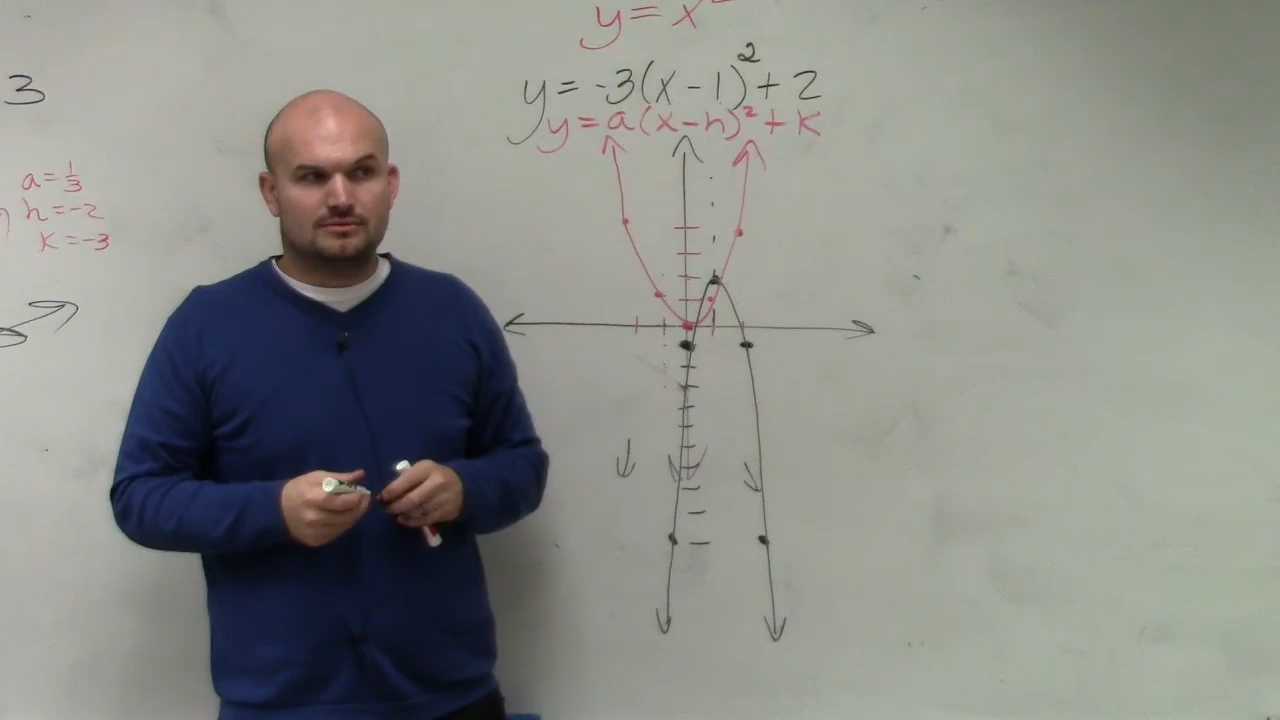 y = x²
3
y = -3(x - 1)² + 2
y = a(x - h)² + k
a = 1/3
h = -2
k = -3